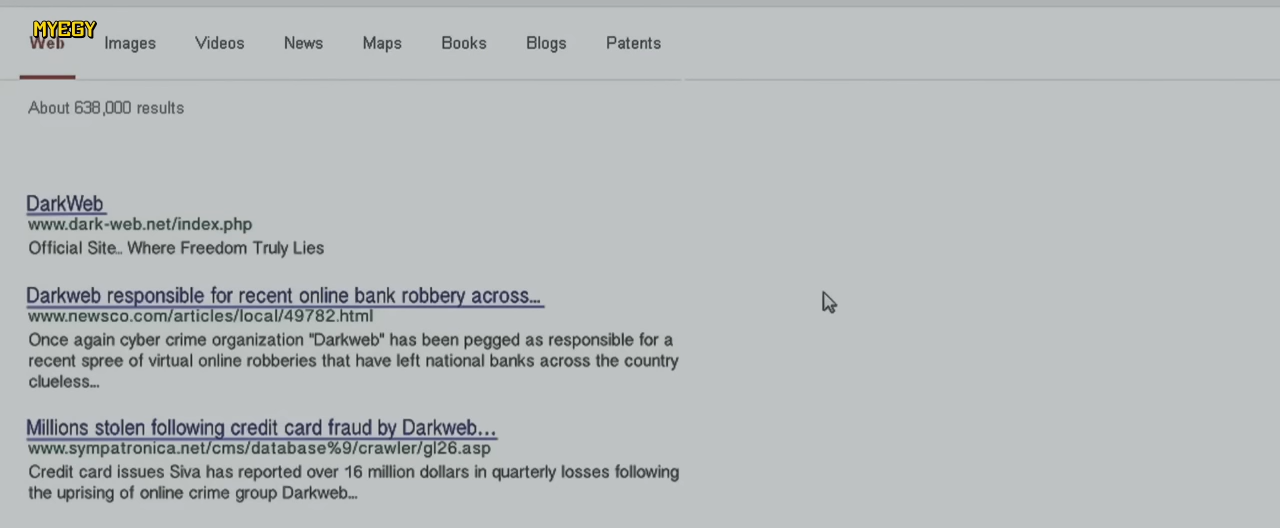 MYEGY
Web Images Videos News Maps Books Blogs Patents
About 638,000 results
DarkWeb
www.dark-web.net/index.php
Official Site.. Where Freedom Truly Lies
Darkweb responsible for recent online bank robbery across...
www.newsco.com/articles/local/49782.html
Once again cyber crime organization "Darkweb" has been pegged as responsible for a
recent spree of virtual online robberies that have left national banks across the country
clueless...
Millions stolen following credit card fraud by Darkweb...
www.sympatronica.net/cms/database%9/crawler/gl26.asp
Credit card issues Siva has reported over 16 million dollars in quarterly losses following
the uprising of online crime group Darkweb...